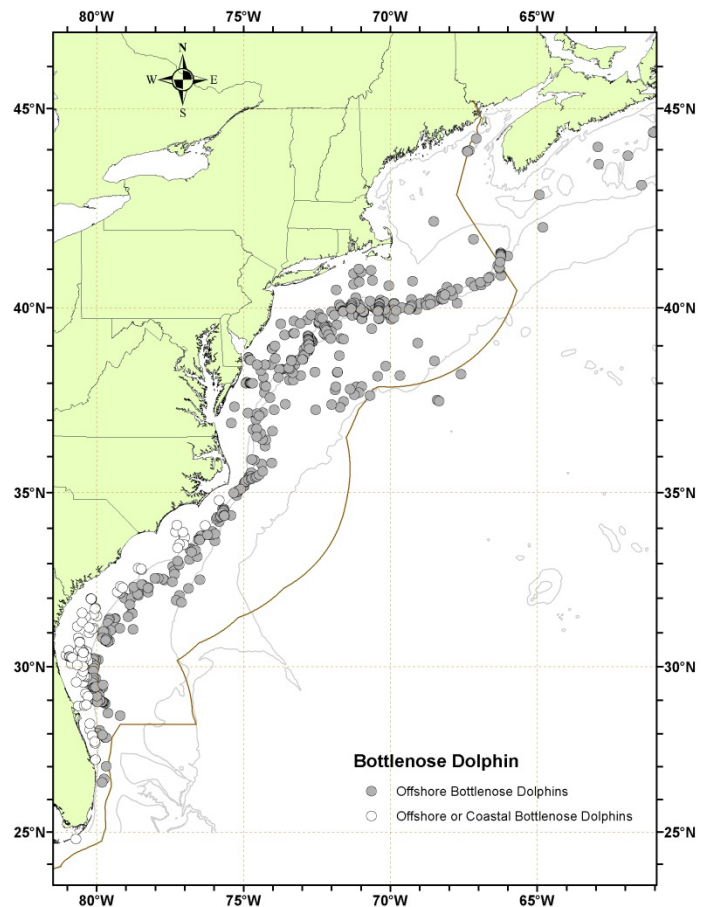 80°W 75°W 70°W 65°W
N
W E
S
45°N 45°N
40°N 40°N
35°N 35°N
30°N 30°N
Bottlenose Dolphin
Offshore Bottlenose Dolphins
Offshore or Coastal Bottlenose Dolphins
25°N 25°N
80°W 75°W 70°W 65°W